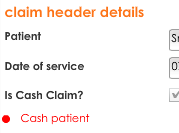 claim header details
Patient
Date of service
Is Cash Claim?
Cash patient